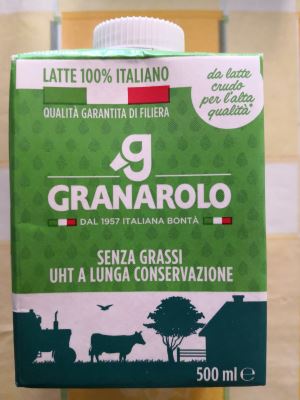 LATTE 100% ITALIANO
QUALITÀ GARANTITA DI FILIERA
da latte
crudo
per l'alta
qualità*
g
GRANAROLO
DAL 1957 ITALIANA BONTÀ
SENZA GRASSI
UHT A LUNGA CONSERVAZIONE
500 ml e